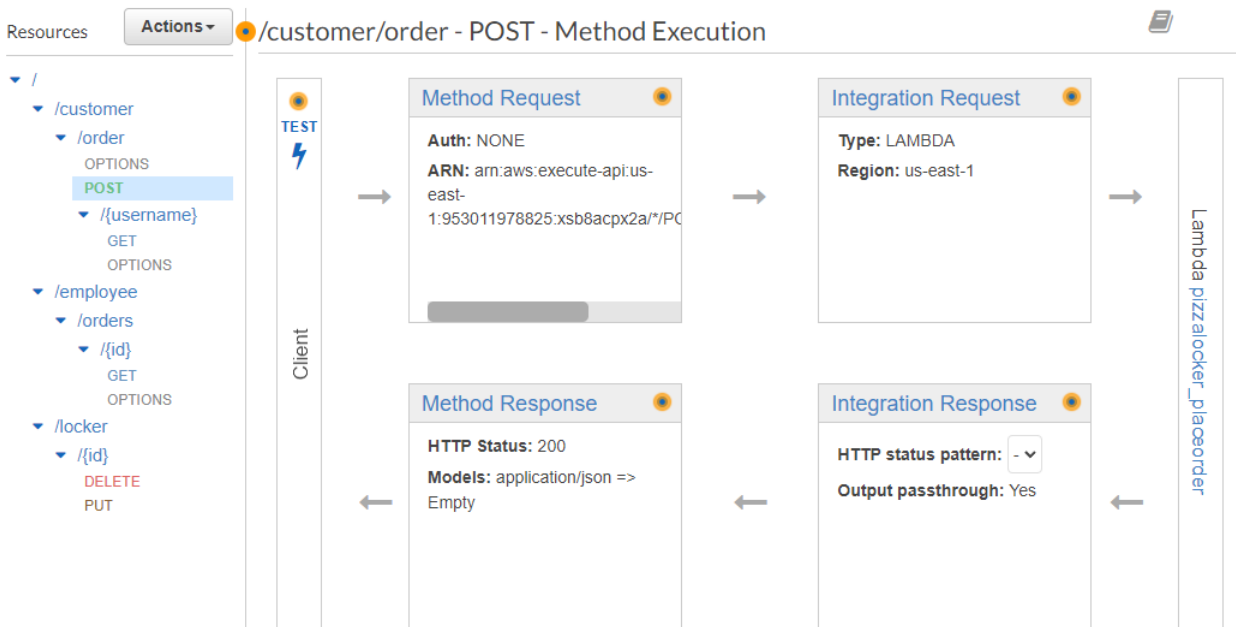 Resources
Actions
/customer/order - POST - Method Execution
/
/customer
/order
OPTIONS
POST
/{username}
GET
OPTIONS
/employee
/orders
/{id}
GET
OPTIONS
/locker
/{id}
DELETE
PUT
TEST
Client
Method Request
Auth: NONE
ARN: arn:aws:execute-api:us-
east-
1:953011978825:xsb8acpx2a/*/PO
Integration Request
Type: LAMBDA
Region: us-east-1
Lambda pizzalocker_placeorder
Method Response
HTTP Status: 200
Models: application/json =>
Empty
Integration Response
HTTP status pattern: -
Output passthrough: Yes